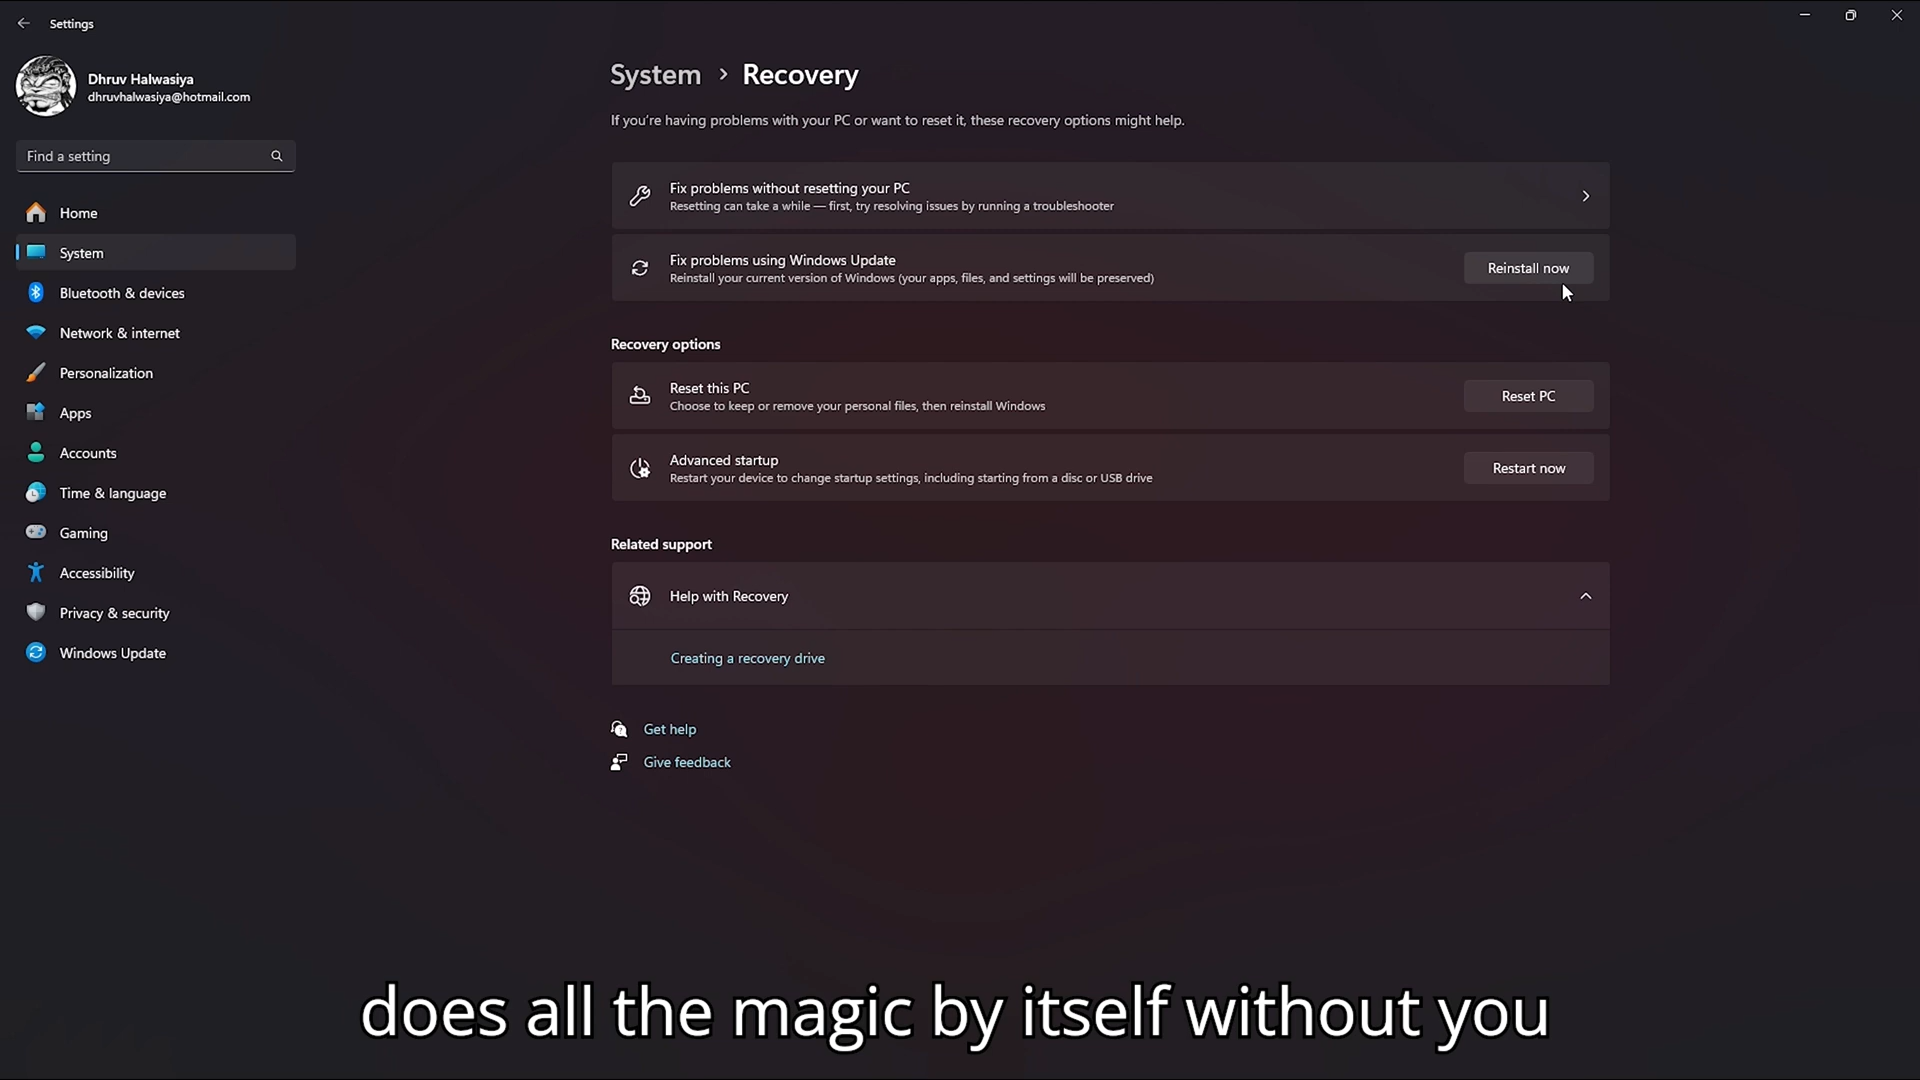 Settings
Dhruv Halwasiya
dhruvhalwasiya@hotmail.com
Find a setting
Home
System
Bluetooth & devices
Network & internet
Personalization
Apps
Accounts
Time & language
Gaming
Accessibility
Privacy & security
Windows Update
System > Recovery
If you're having problems with your PC or want to reset it, these recovery options might help.
Fix problems without resetting your PC
Resetting can take a while — first, try resolving issues by running a troubleshooter
Fix problems using Windows Update
Reinstall your current version of Windows (your apps, files, and settings will be preserved)
Reinstall now
Recovery options
Reset this PC
Choose to keep or remove your personal files, then reinstall Windows
Reset PC
Advanced startup
Restart your device to change startup settings, including starting from a disc or USB drive
Restart now
Related support
Help with Recovery
Creating a recovery drive
Get help
Give feedback
does all the magic by itself without you